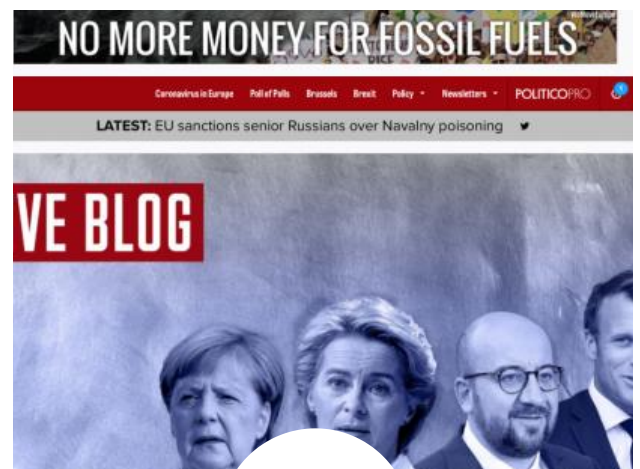 NO MORE MONEY FOR FOSSIL FUELS
Coronavirus in Europe Poll of Polls Brussels Brexit Policy Newsletters POLITICOPRO
LATEST: EU sanctions senior Russians over Navalny poisoning
VE BLOG